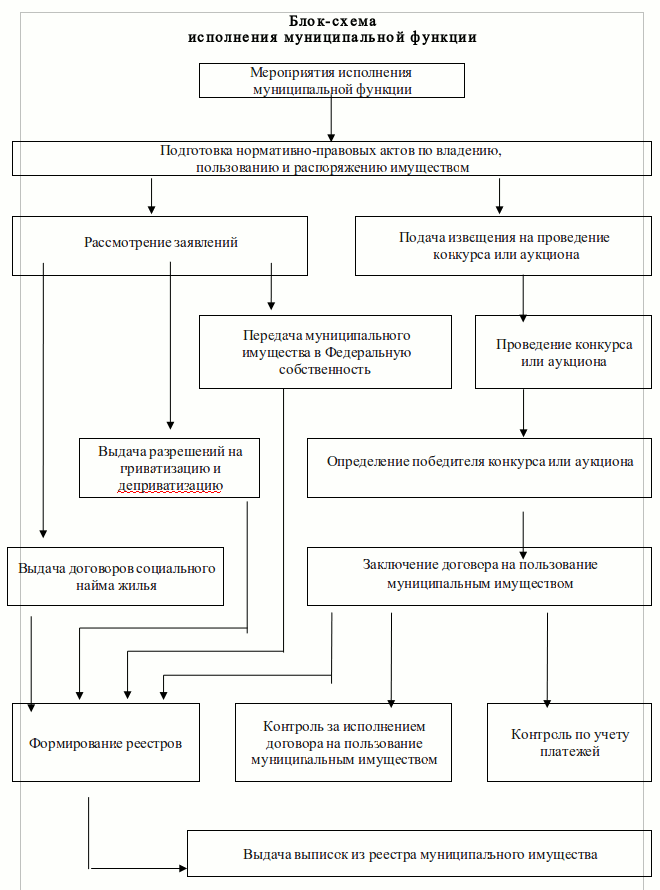 Блок-схема
исполнения муниципальной функции
Мероприятия исполнения
муниципальной функции
Подготовка нормативно-правовых актов по владению,
пользованию и распоряжению имуществом
Рассмотрение заявлений
Подача извещения на проведение
конкурса или аукциона
Передача муниципального
имущества в Федеральную
собственность
Проведение конкурса
или аукциона
Выдача разрешений на
приватизацию и
деприватизацию
Определение победителя конкурса или аукциона
Выдача договоров социального
найма жилья
Заключение договора на пользование
муниципальным имуществом
Формирование реестров
Контроль за исполнением
договора на пользование
муниципальным имуществом
Контроль по учету
платежей
Выдача выписок из реестра муниципального имущества